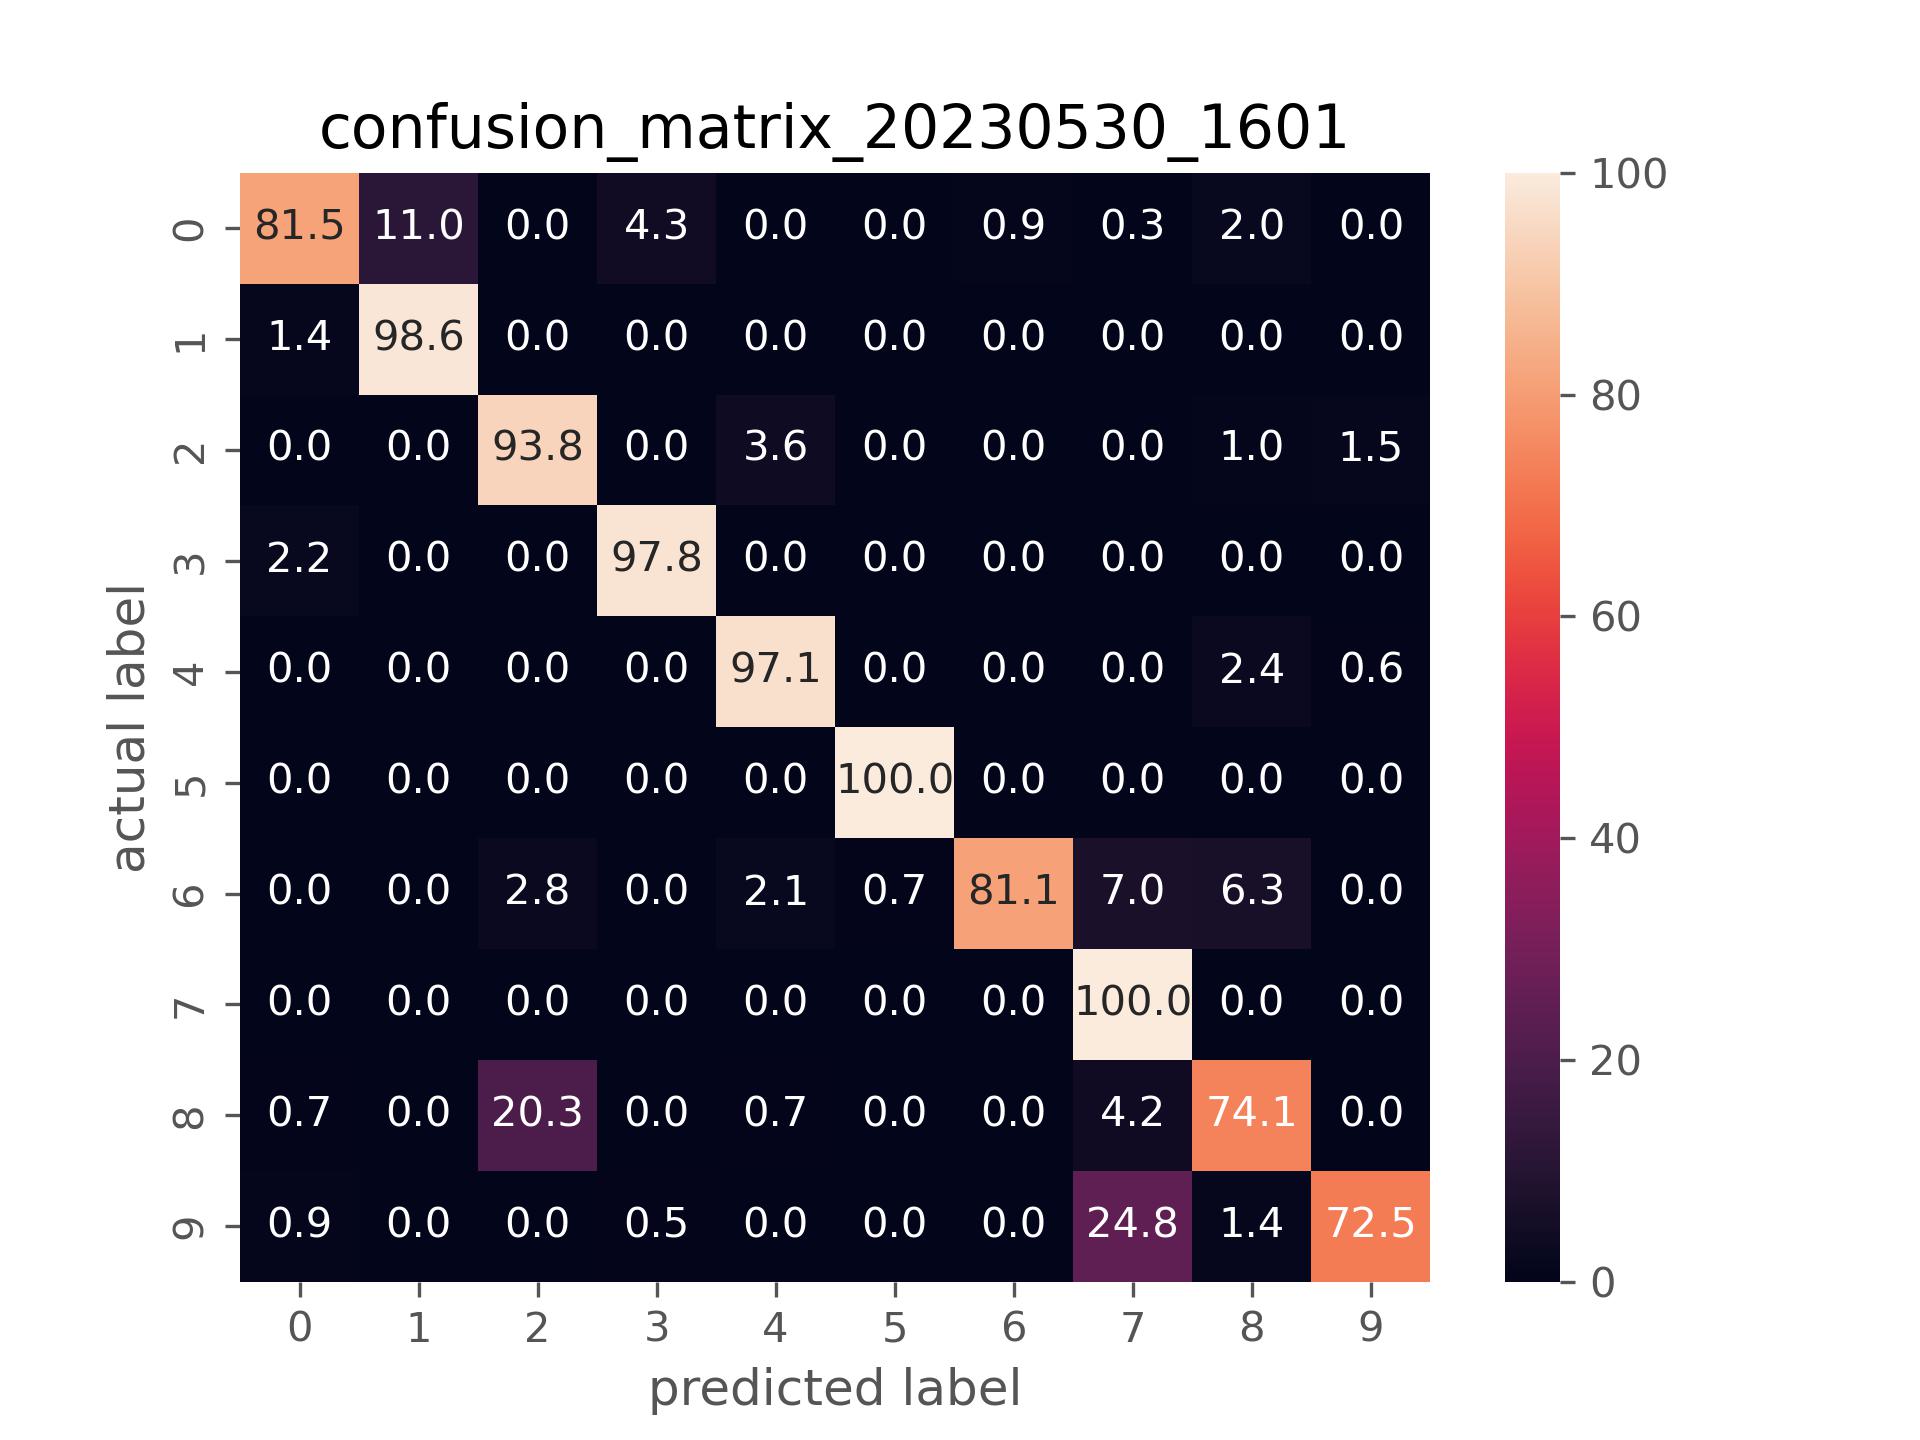 confusion_matrix_20230530_1601
0 81.5 11.0 0.0 4.3 0.0 0.0 0.9 0.3 2.0 0.0
1 1.4 98.6 0.0 0.0 0.0 0.0 0.0 0.0 0.0 0.0
2 0.0 0.0 93.8 0.0 3.6 0.0 0.0 0.0 1.0 1.5
3 2.2 0.0 0.0 97.8 0.0 0.0 0.0 0.0 0.0 0.0
4 0.0 0.0 0.0 0.0 97.1 0.0 0.0 0.0 2.4 0.6
5 0.0 0.0 0.0 0.0 0.0 100.0 0.0 0.0 0.0 0.0
6 0.0 0.0 2.8 0.0 2.1 0.7 81.1 7.0 6.3 0.0
7 0.0 0.0 0.0 0.0 0.0 0.0 0.0 100.0 0.0 0.0
8 0.7 0.0 20.3 0.0 0.7 0.0 0.0 4.2 74.1 0.0
9 0.9 0.0 0.0 0.5 0.0 0.0 0.0 24.8 1.4 72.5
0 1 2 3 4 5 6 7 8 9
predicted label
actual label
100
80
60
40
20
0